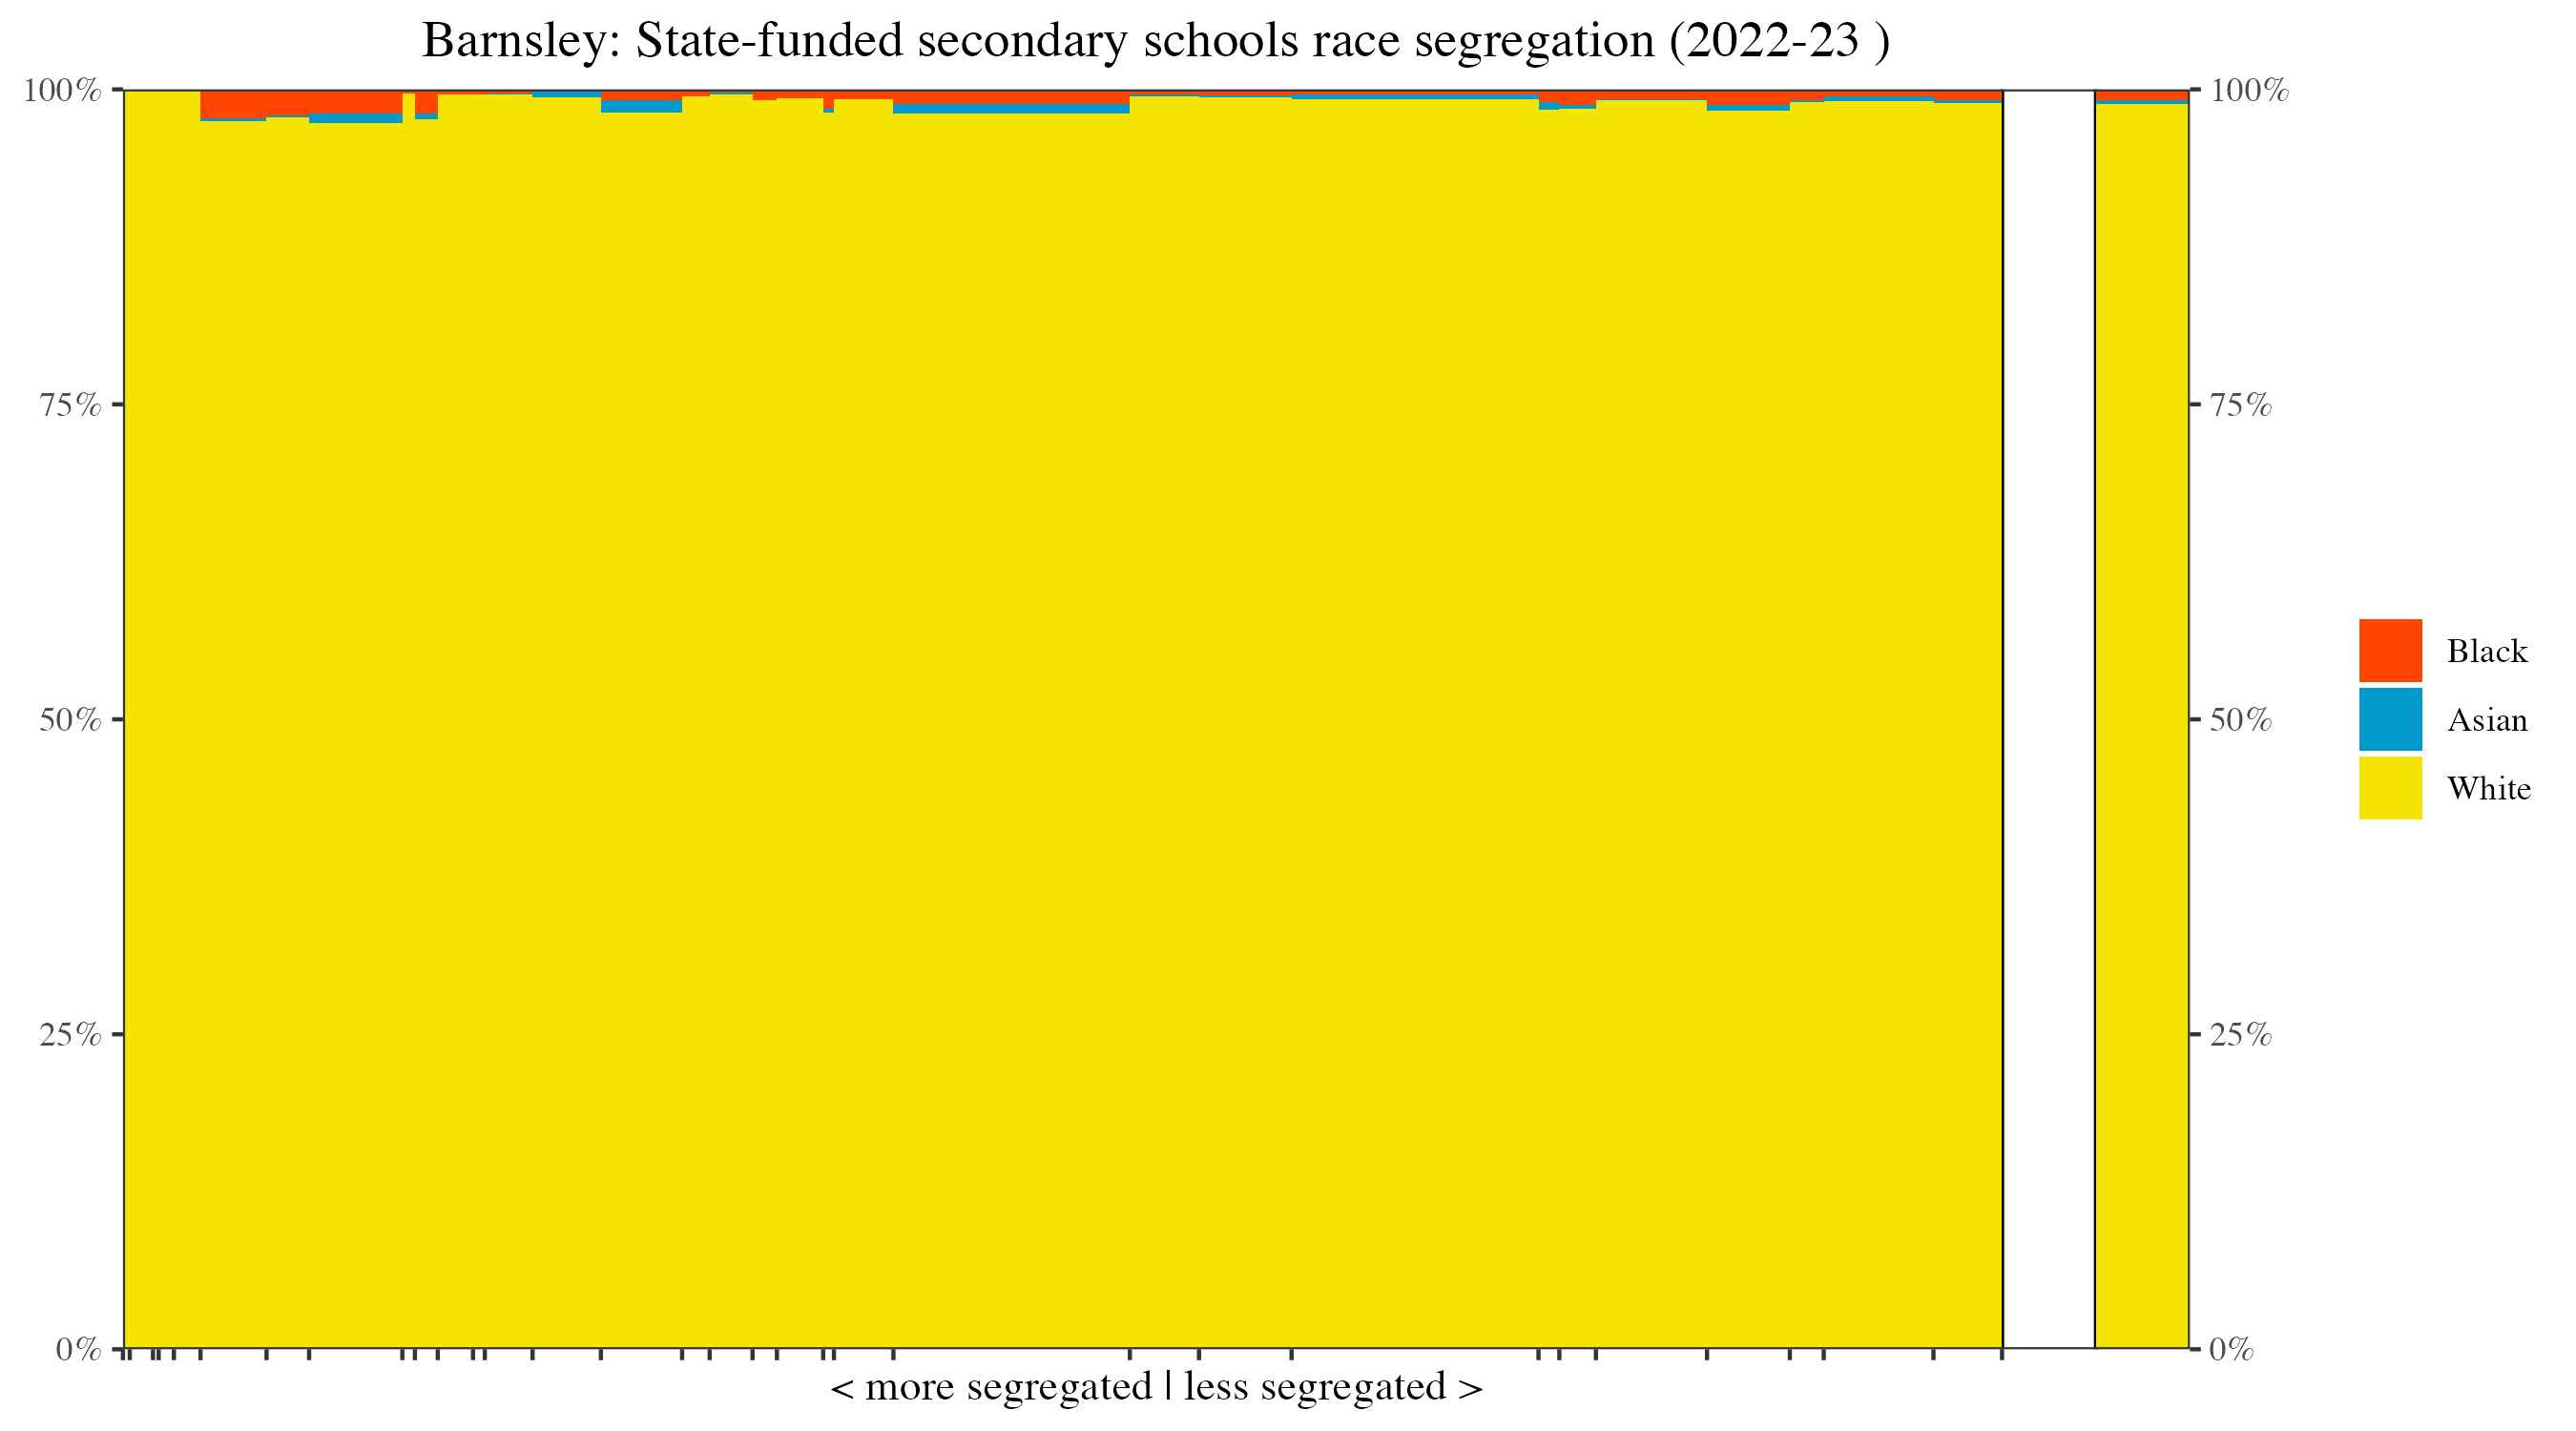 Barnsley: State-funded secondary schools race segregation (2022-23 )
100%
75%
50%
25%
0%
100%
75%
50%
25%
0%
Black
Asian
White
< more segregated | less segregated >